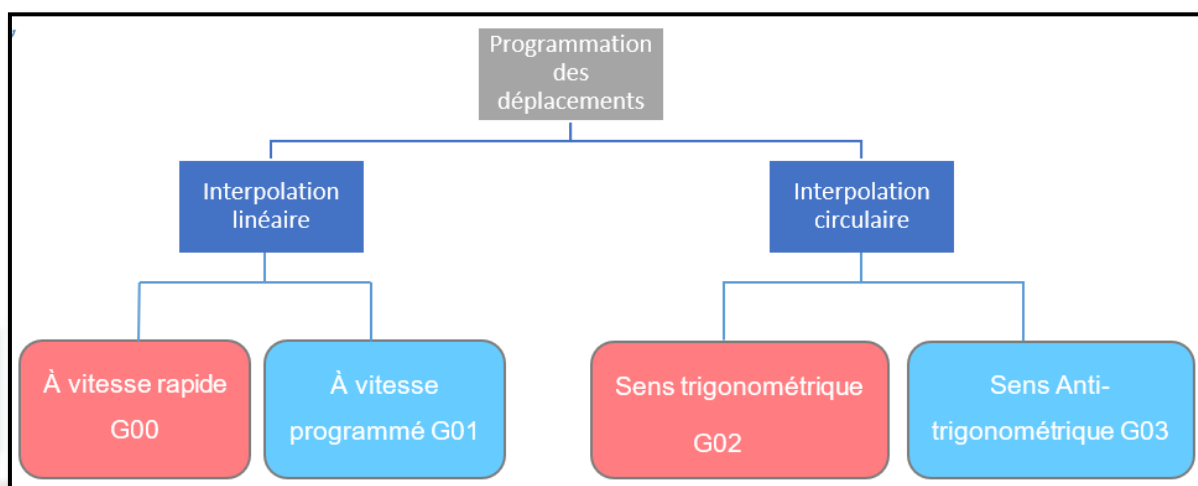 Programmation
des
déplacements
Interpolation
linéaire
Interpolation
circulaire
À vitesse rapide
G00
À vitesse
programmé G01
Sens trigonométrique
G02
Sens Anti-
trigonométrique G03